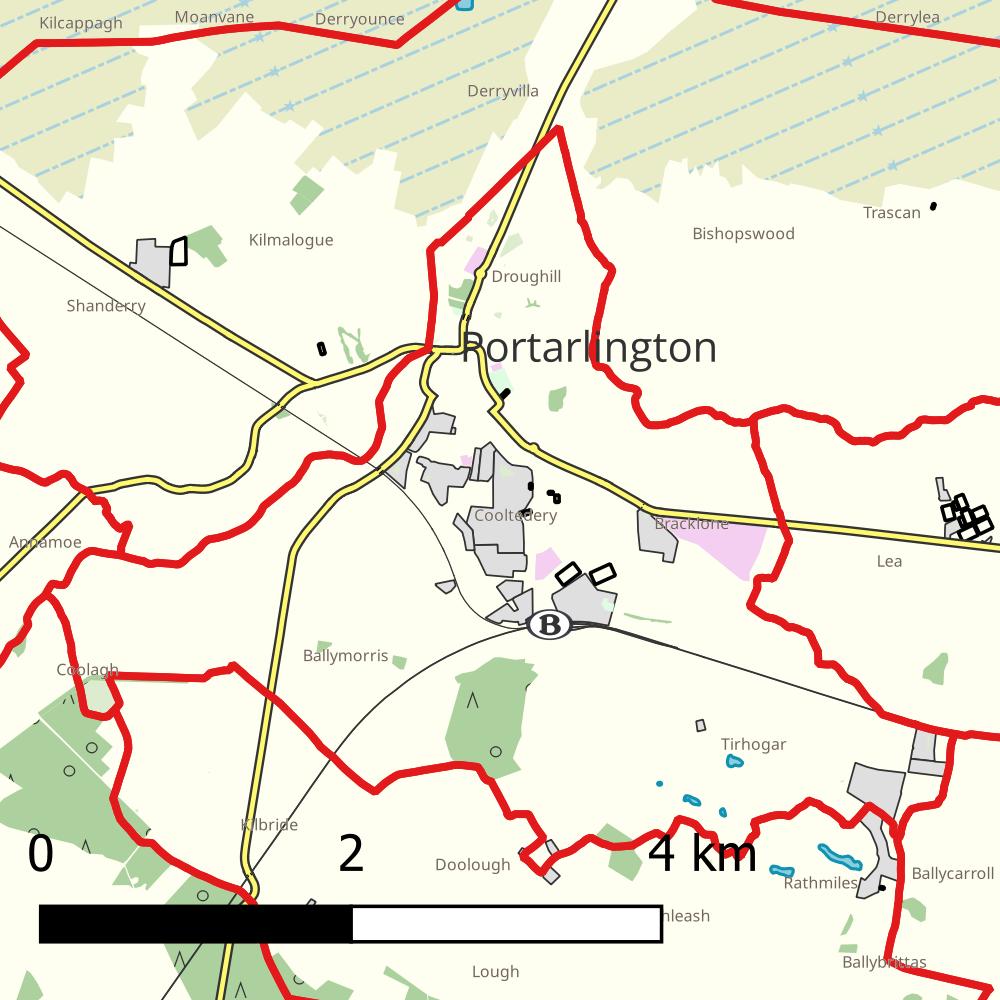 Kilcappagh
Moanvane
Derryounce
Derrylea
Derryvilla
Trascan
Kilmalogue
Bishopswood
Shanderry
Droughill
Portarlington
Cooltedery
Bracklone
Annamoe
Lea
B
Ballymorris
Coolagh
Tirhogar
Kilbride
0 2 4 km
Doolough
Rathmiles
Ballycarroll
nleash
Ballybrittas
Lough